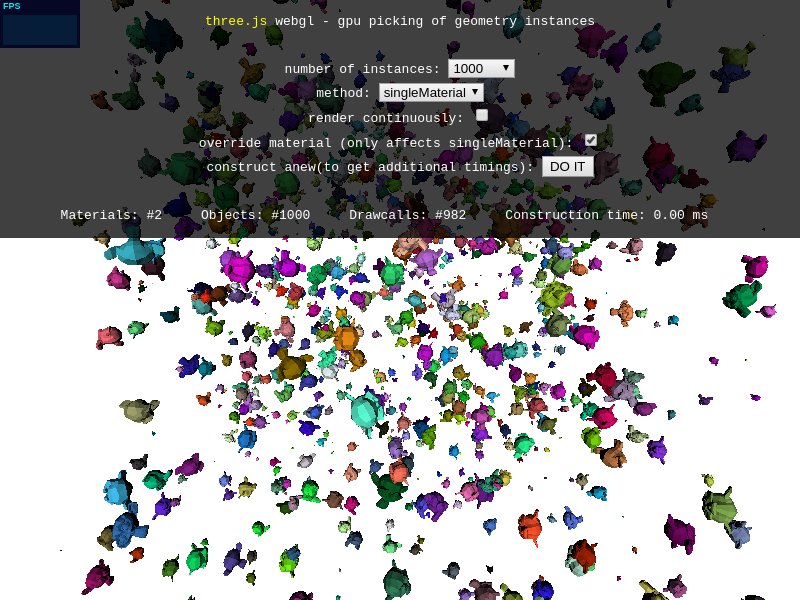 FPS
three.js webgl - gpu picking of geometry instances
number of instances: 1000
method: singleMaterial
render continuously:
override material (only affects singleMaterial):
construct anew(to get additional timings): DO IT
Materials: #2 Objects: #1000 Drawcalls: #982 Construction time: 0.00 ms